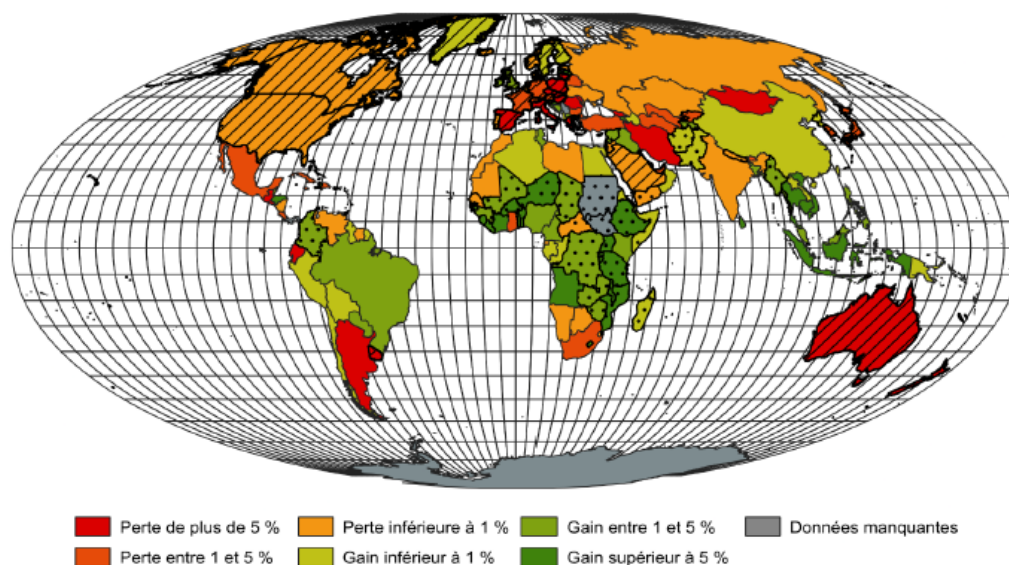 Perte de plus de 5 % Perte inférieure à 1 % Gain entre 1 et 5 % Données manquantes
Perte entre 1 et 5 % Gain inférieur à 1 % Gain supérieur à 5 %